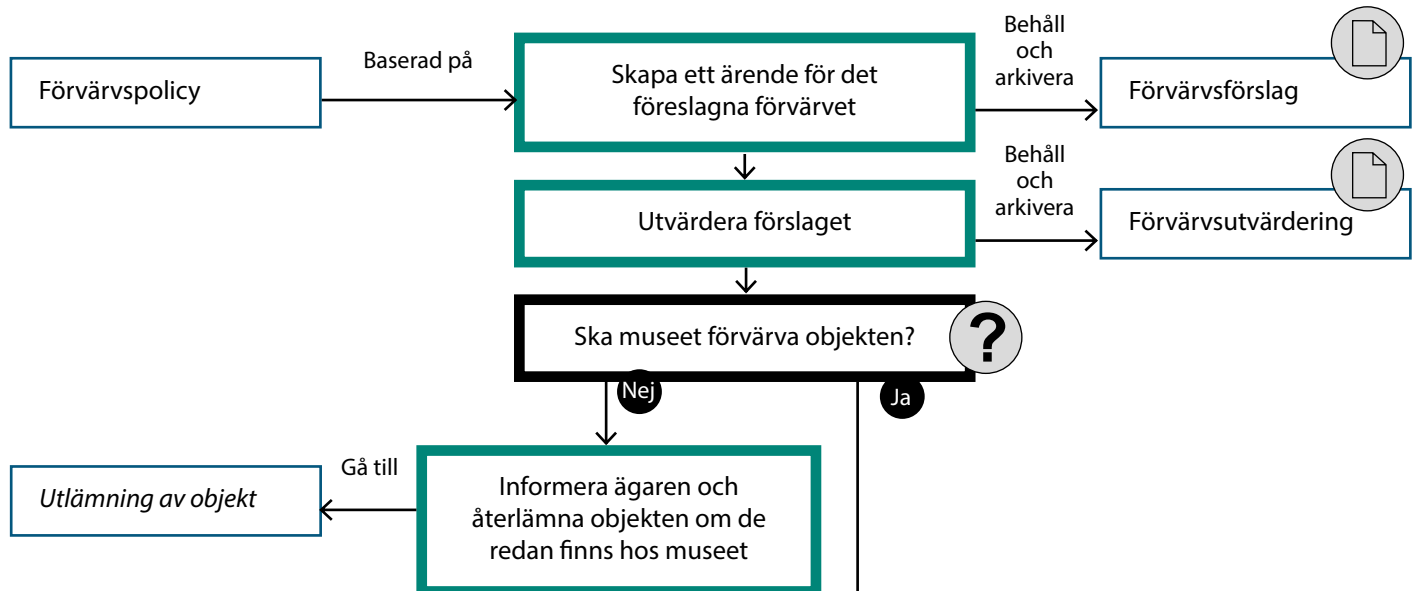 Förvärvspolicy
Baserad på
Skapa ett ärende för det
föreslagna förvärvet
Behåll
och
arkivera
Förvärvsförslag
Utvärdera förslaget
Behåll
och
arkivera
Förvärvsutvärdering
Ska museet förvärva objekten?
?
Nej
Ja
Informera ägaren och
återlämna objekten om de
redan finns hos museet
Gå till
Utlämning av objekt